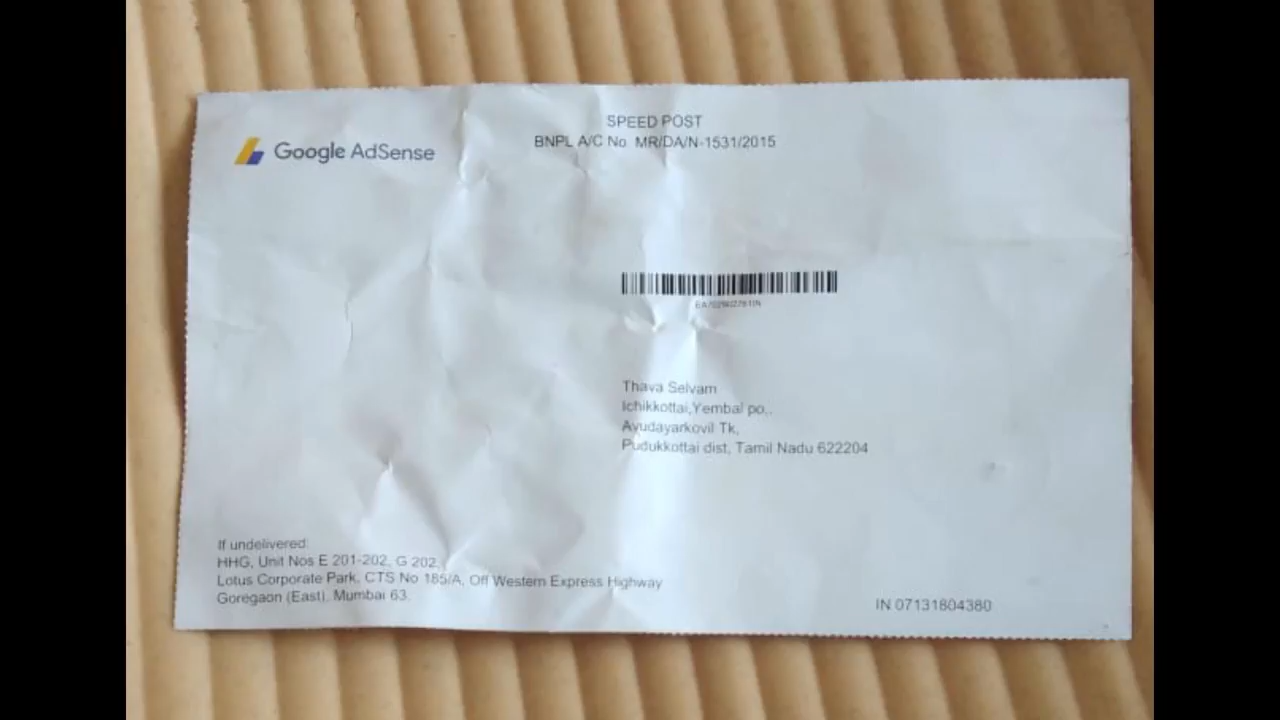 Google AdSense
SPEED POST
BNPL A/C No. MR/DA/N-1531/2015
Thava Selvam
Ichikkottai,Yembal po,.
Avudayarkovil Tk,
Pudukkottai dist, Tamil Nadu 622204
If undelivered:
HHG, Unit Nos E 201-202, G 202,
Lotus Corporate Park, CTS No 185/A, Off Western Express Highway
Goregaon (East), Mumbai 63.
IN 07131804380